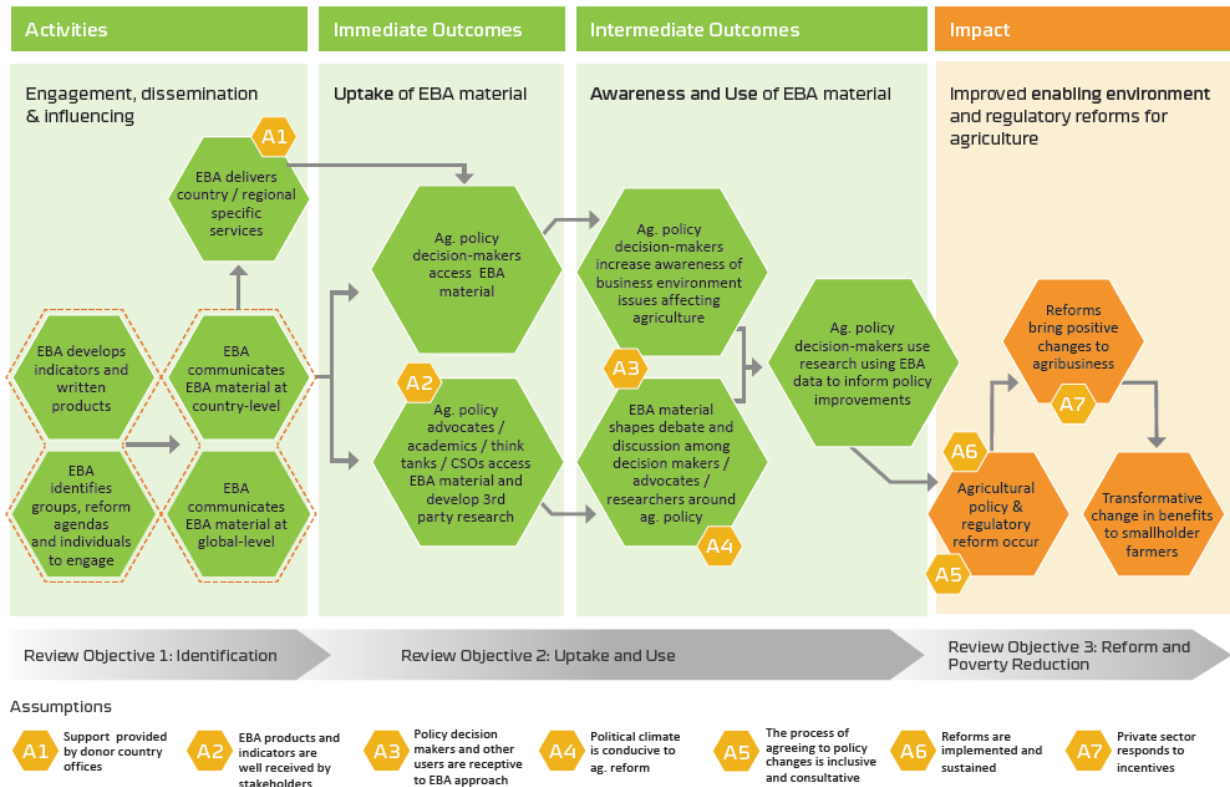 Activities
Immediate Outcomes
Intermediate Outcomes
Impact
Engagement, dissemination
& influencing
A1
EBA delivers
country / regional
specific
services
EBA develops
indicators and
written
products
EBA
communicates
EBA material at
country-level
EBA
identifies
groups, reform
agendas
and individuals
to engage
EBA
communicates
EBA material at
global-level
Uptake of EBA material
Ag. policy
decision-makers
access EBA
material
A2
Ag. policy
advocates /
academics / think
tanks / CSOs access
EBA material and
develop 3rd
party research
Awareness and Use of EBA material
Ag. policy
decision-makers
increase awareness of
business environment
issues affecting
agriculture
A3
EBA material
shapes debate and
discussion among
decision makers /
advocates /
researchers around
ag. policy
A4
Ag. policy
decision-makers use
research using EBA
data to inform policy
improvements
Improved enabling environment
and regulatory reforms for
agriculture
Reforms
bring positive
changes to
agribusiness
A7
A6
Agricultural
policy &
regulatory
reform occur
A5
Transformative
change in benefits
to smallholder
farmers
Review Objective 1: Identification
Review Objective 2: Uptake and Use
Review Objective 3: Reform and
Poverty Reduction
Assumptions
A1
Support provided
by donor country
offices
A2
EBA products and
indicators are
well received by
stakeholders
A3
Policy decision
makers and other
users are receptive
to EBA approach
A4
Political climate
is conducive to
ag. reform
A5
The process of
agreeing to policy
changes is inclusive
and consultative
A6
Reforms are
implemented and
sustained
A7
Private sector
responds to
incentives